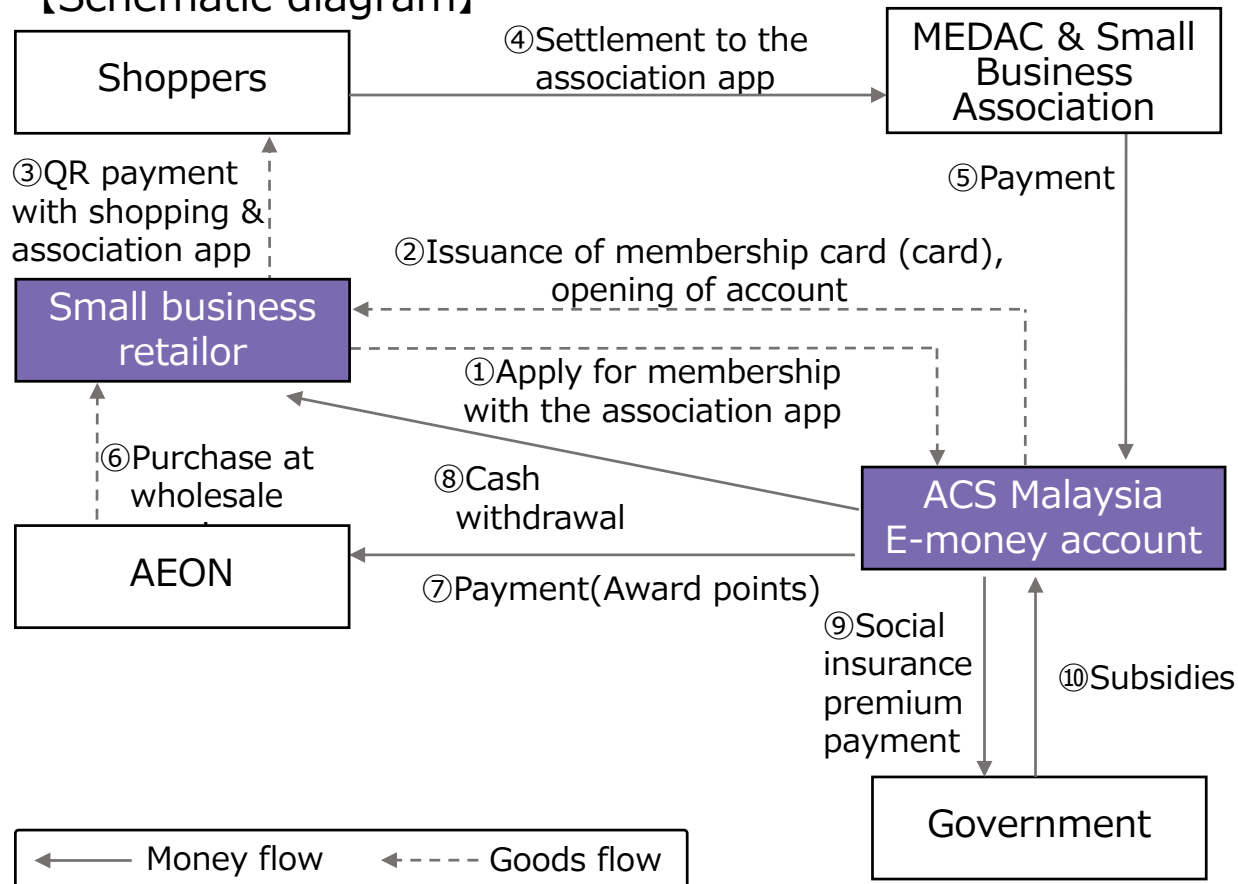 【Schematic diagram】
Shoppers
④Settlement to the
association app
MEDAC & Small
Business
Association
③QR payment
with shopping &
association app
⑤Payment
②Issuance of membership card (card),
opening of account
Small business
retailor
①Apply for membership
with the association app
⑥Purchase at
wholesale
⑧Cash
withdrawal
ACS Malaysia
E-money account
AEON
⑦Payment(Award points)
⑨Social
insurance
premium
payment
⑩Subsidies
Government
Money flow
Goods flow